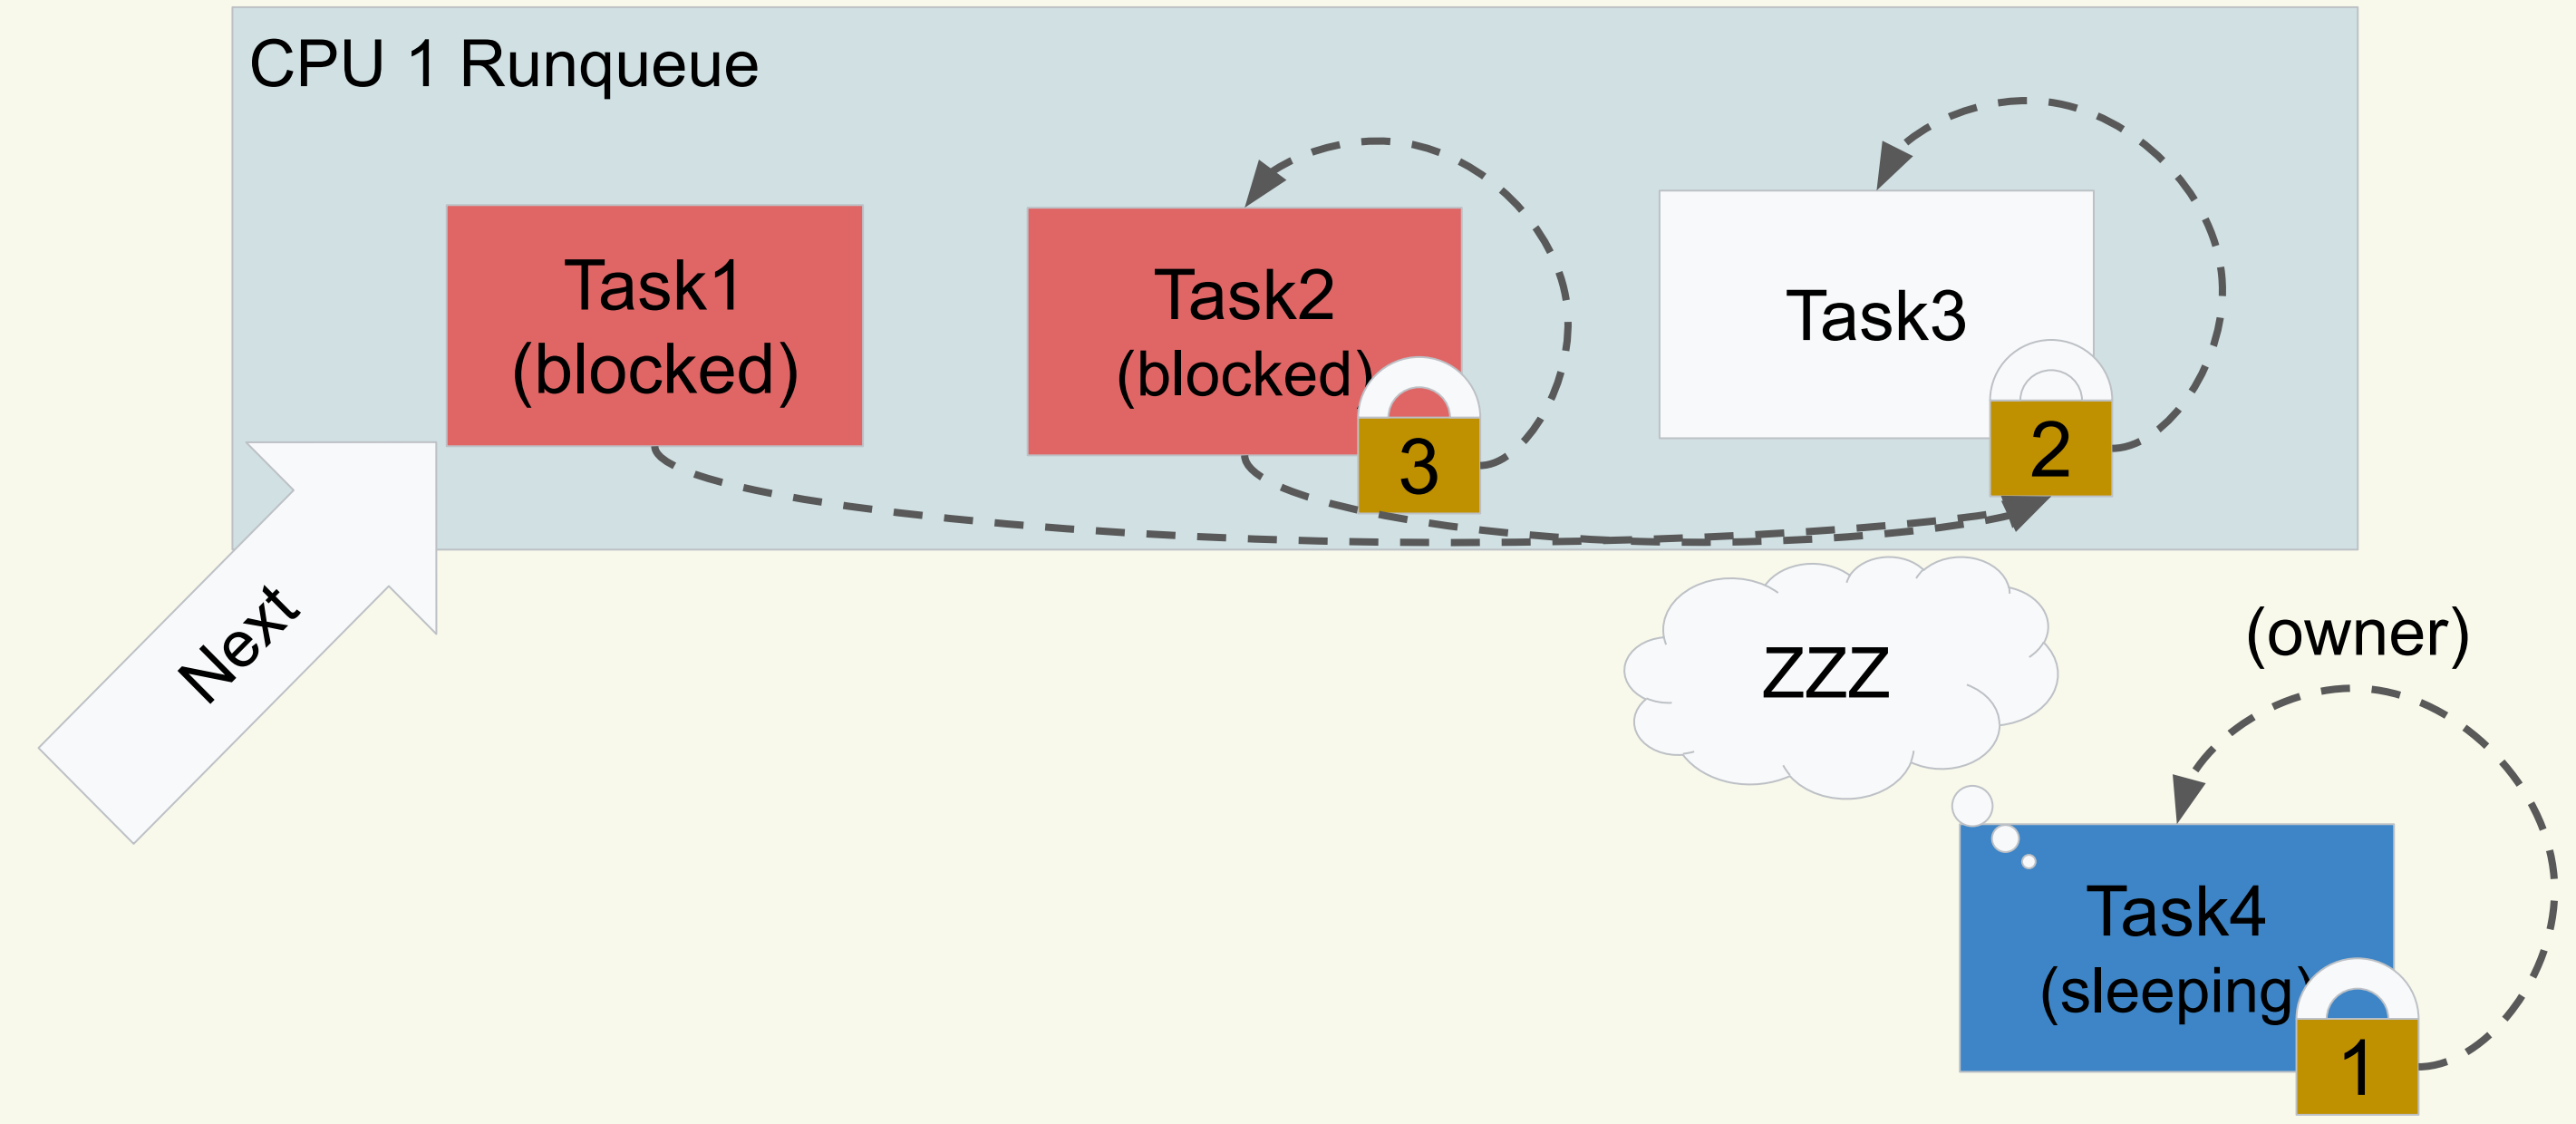 CPU 1 Runqueue
Task1
(blocked)
Task2
(blocked)
3
Task3
2
Next
ZZZ
(owner)
Task4
(sleeping)
1